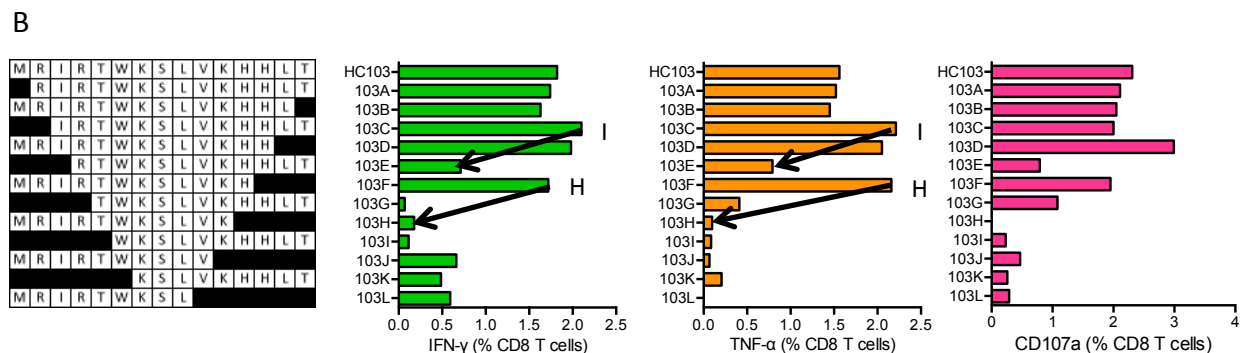 B
M R I R T W K S L V K H H L T
R I R T W K S L V K H H L T
M R I R T W K S L V K H H L
I R T W K S L V K H H L T
M R I R T W K S L V K H H
R T W K S L V K H H L T
M R I R T W K S L V K H
T W K S L V K H H L T
M R I R T W K S L V K
W K S L V K H H L T
M R I R T W K S L V
K S L V K H H L T
M R I R T W K S L
HC103
103A
103B
103C
103D
103E
103F
103G
103H
103I
103J
103K
103L
I
H
0.0 0.5 1.0 1.5 2.0 2.5
IFN-γ (% CD8 T cells)
HC103
103A
103B
103C
103D
103E
103F
103G
103H
103I
103J
103K
103L
I
H
0.0 0.5 1.0 1.5 2.0 2.5
TNF-α (% CD8 T cells)
HC103
103A
103B
103C
103D
103E
103F
103G
103H
103I
103J
103K
103L
0 1 2 3 4
CD107a (% CD8 T cells)